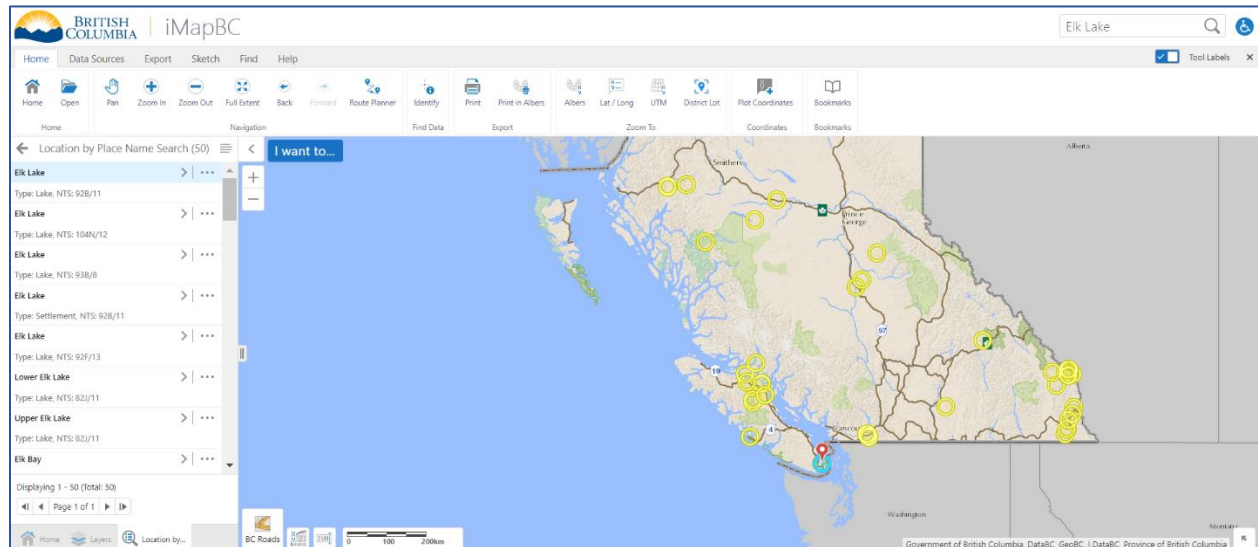 BRITISH COLUMBIA iMapBC Elk Lake
Home Data Sources Export Sketch Find Help Tool Labels
Home Open Pan Zoom In Zoom Out Full Extent Back Forward Route Planner Identify Print Print in Albers Albers Lat / Long UTM District Lot Plot Coordinates Bookmarks
Home Navigation Find Data Export Zoom To Coordinates Bookmarks
Location by Place Name Search (50)
I want to...
Elk Lake
Type: Lake, NTS: 92B/11
Elk Lake
Type: Lake, NTS: 104N/12
Elk Lake
Type: Lake, NTS: 93B/8
Elk Lake
Type: Settlement, NTS: 92B/11
Elk Lake
Type: Lake, NTS: 92F/13
Lower Elk Lake
Type: Lake, NTS: 82J/11
Upper Elk Lake
Type: Lake, NTS: 82J/11
Elk Bay
Displaying 1 - 50 (Total: 50)
Page 1 of 1
Home Layers Location by...
Alberta
Smithers
Prince George
97
19
4
Vancou
Washington
Montana
BC Roads
0 100 200km
Government of British Columbia, DataBC, GeoBC | DataBC, Province of British Columbia